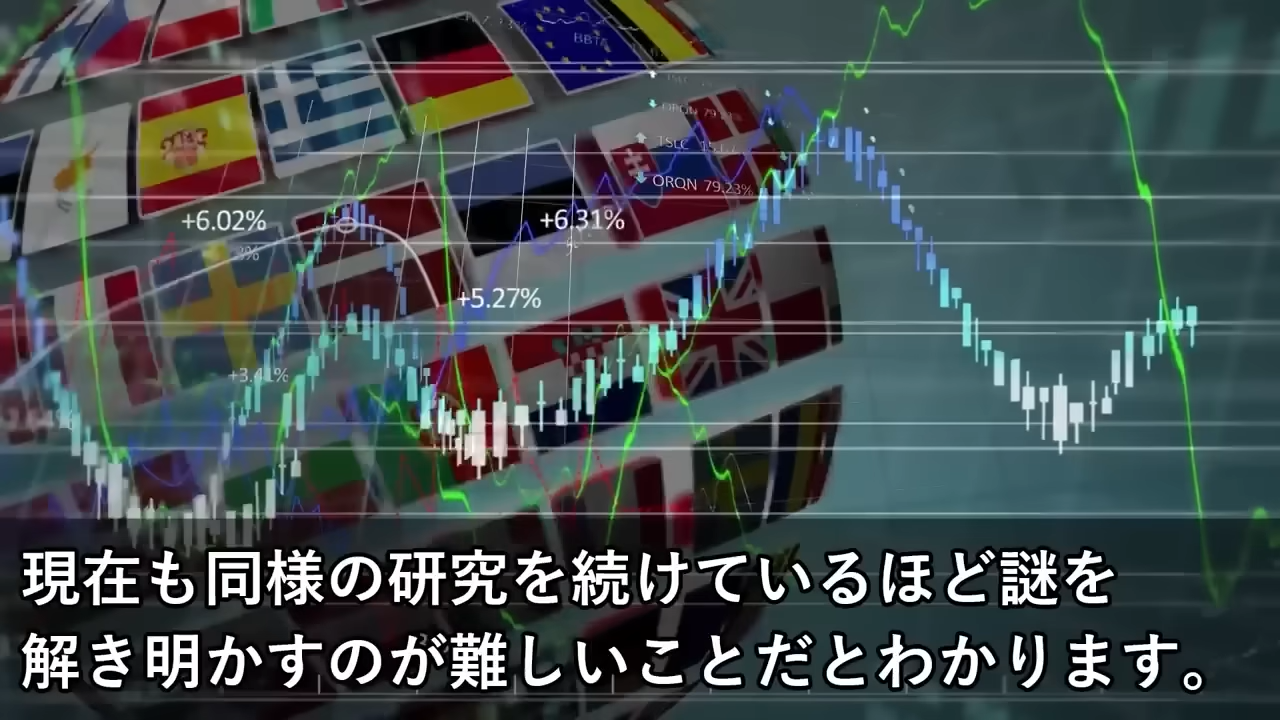 BBTA
ORQN 79.23%
+6.02%
+6.31%
+5.27%
+3.41%
現在も同様の研究を続けているほど謎を
解き明かすのが難しいことだとわかります。